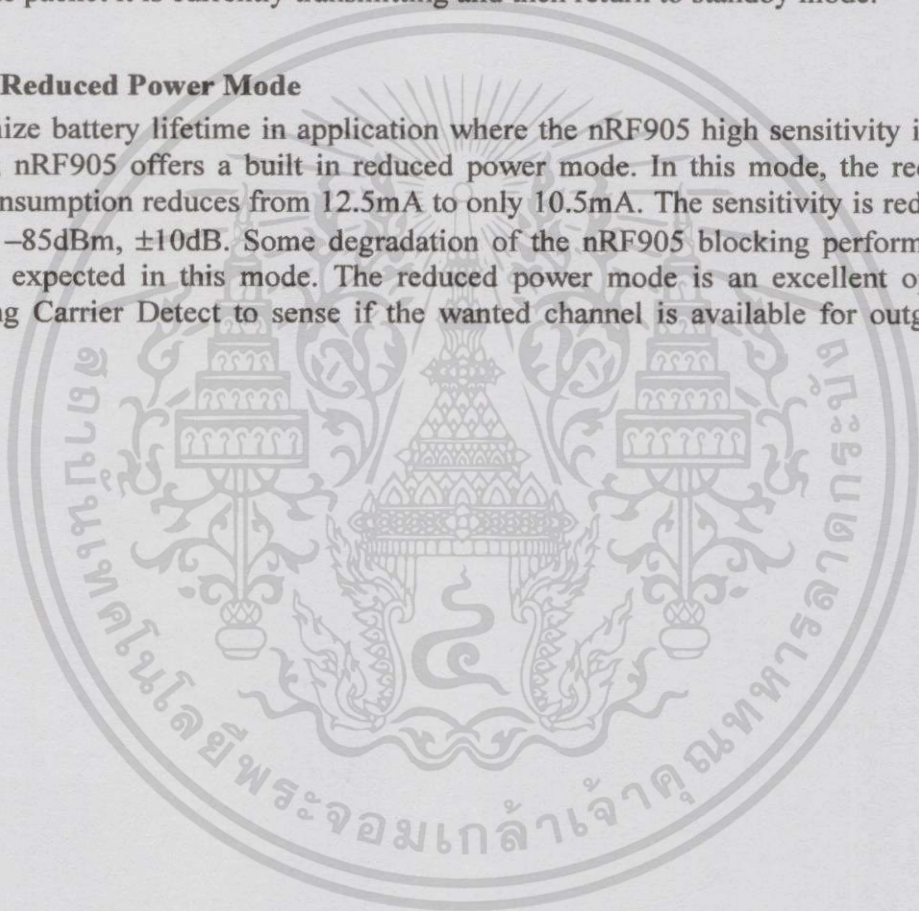 packet it is currently transmitting and then return to standby mode.
Reduced Power Mode
nize battery lifetime in application where the nRF905 high sensitivity i
nRF905 offers a built in reduced power mode. In this mode, the re
nsumption reduces from 12.5mA to only 10.5mA. The sensitivity is red
–85dBm, ±10dB. Some degradation of the nRF905 blocking perform
expected in this mode. The reduced power mode is an excellent o
ng Carrier Detect to sense if the wanted channel is available for outg
สถาบันเทคโนโลยีพระจอมเกล้าเจ้าคุณทหารลาดกระบัง